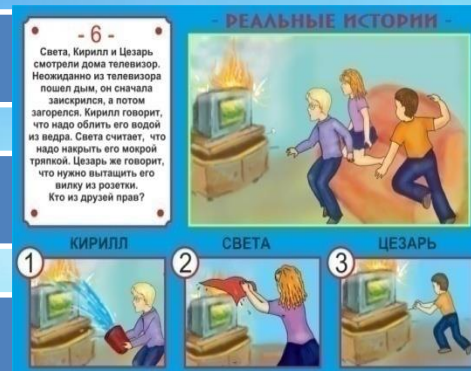 - РЕАЛЬНЫЕ ИСТОРИИ -
- 6 -
Света, Кирилл и Цезарь
смотрели дома телевизор.
Неожиданно из телевизора
пошел дым, он сначала
заискрился, а потом
загорелся. Кирилл говорит,
что надо облить его водой
из ведра. Света считает, что
надо накрыть его мокрой
тряпкой. Цезарь же говорит,
что нужно вытащить его
вилку из розетки.
Кто из друзей прав?
КИРИЛЛ
СВЕТА
ЦЕЗАРЬ
1
2
3